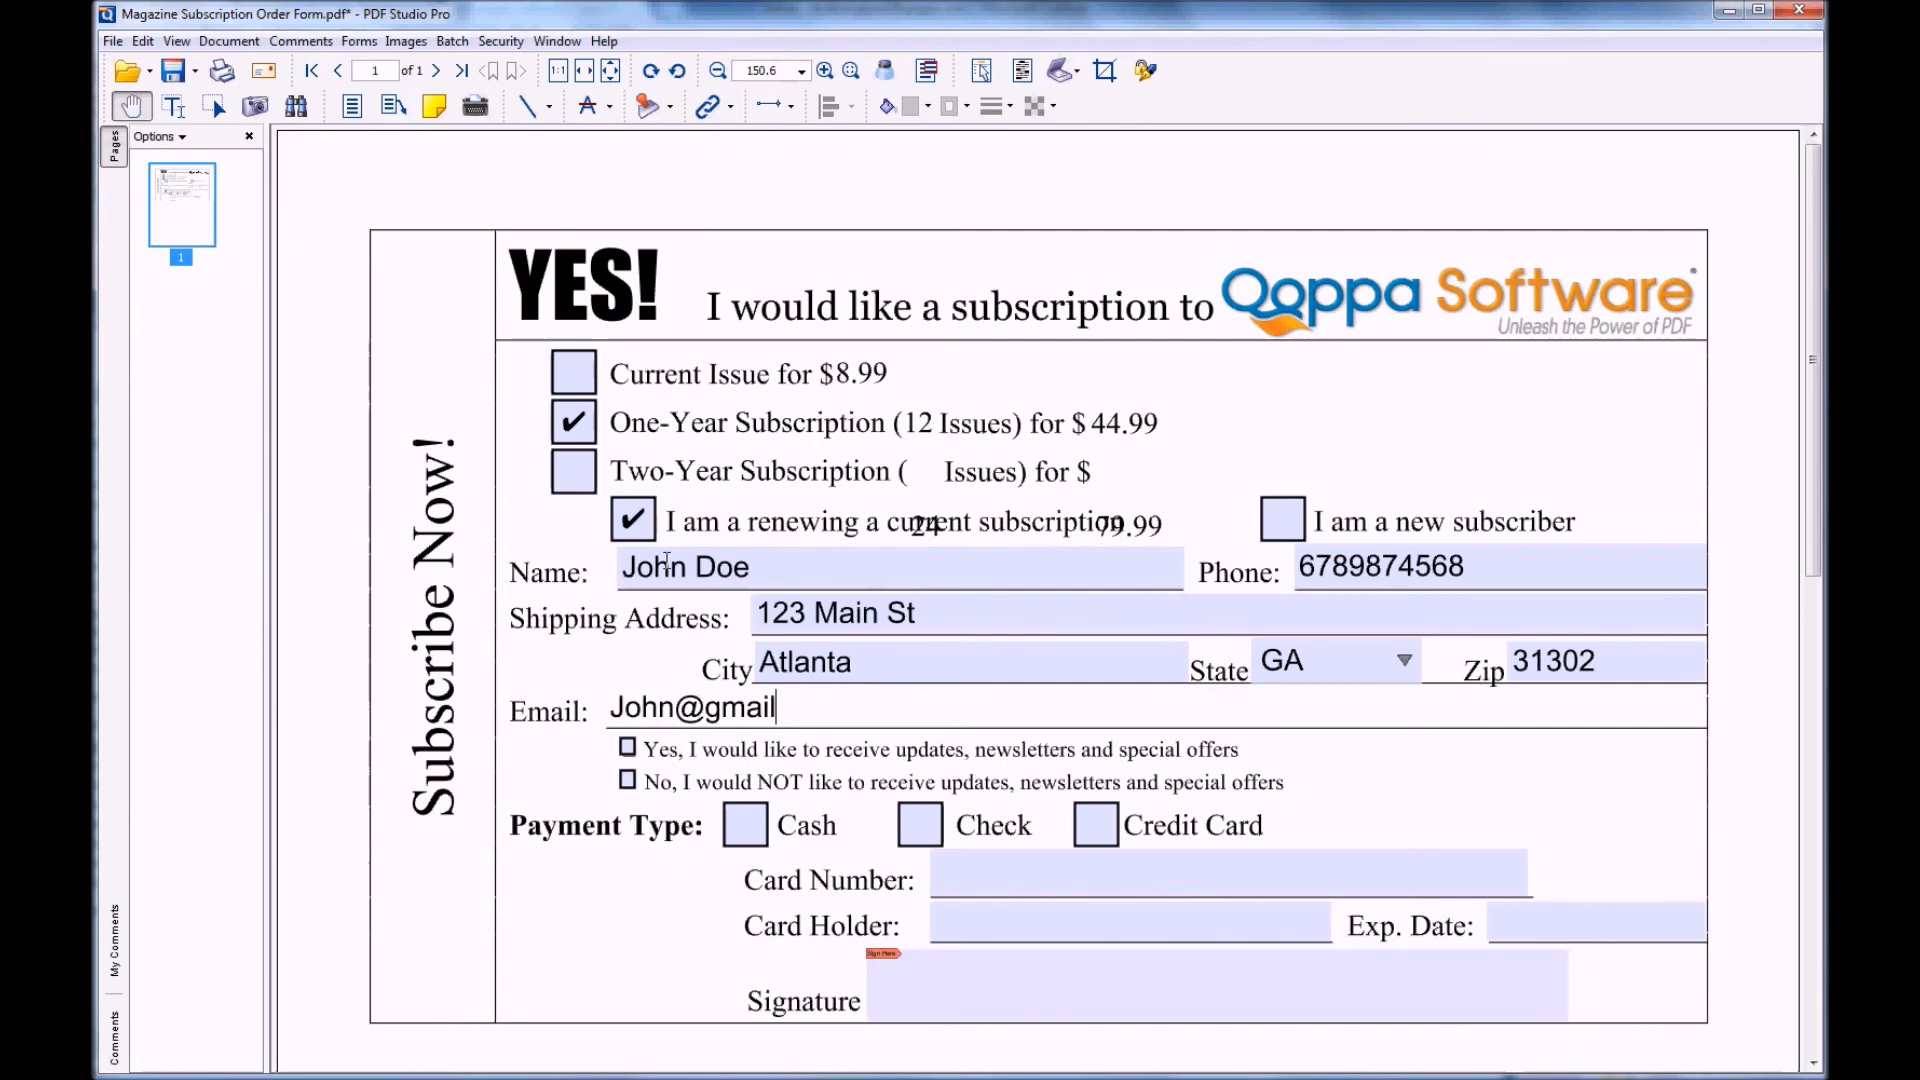 Magazine Subscription Order Form.pdf* - PDF Studio Pro
File Edit View Document Comments Forms Images Batch Security Window Help
1 of 1 1:1 150.6
Options
Pages
1
My Comments
Comments
Subscribe Now!
YES! I would like a subscription to Qoppa Software
Unleash the Power of PDF
Current Issue for $8.99
✔ One-Year Subscription (12 Issues) for $ 44.99
Two-Year Subscription ( Issues) for $
✔ I am a renewing a current subscription 24 79.99 I am a new subscriber
Name: John Doe Phone: 6789874568
Shipping Address: 123 Main St
City Atlanta State GA Zip 31302
Email: John@gmail
Yes, I would like to receive updates, newsletters and special offers
No, I would NOT like to receive updates, newsletters and special offers
Payment Type: Cash Check Credit Card
Card Number:
Card Holder: Exp. Date:
Sign Here
Signature